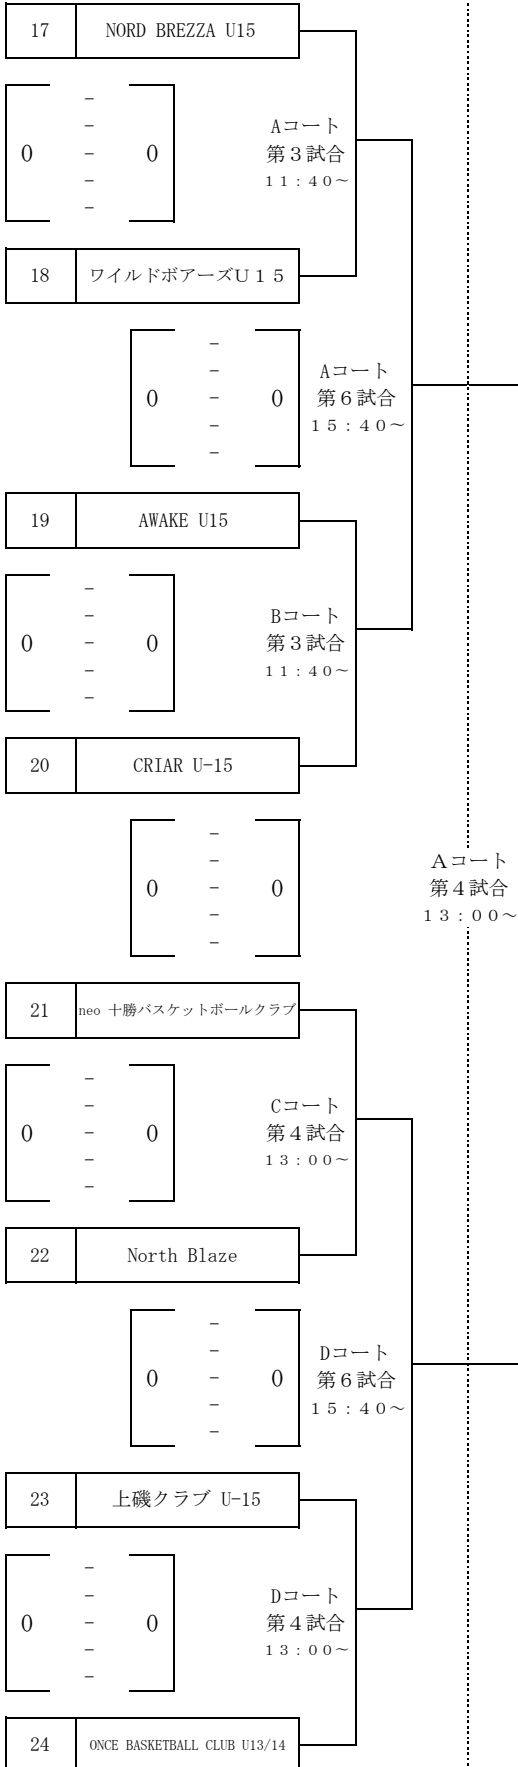 17 NORD BREZZA U15
-
-
0 - 0
-
-
Aコート
第３試合
１１：４０～
18 ワイルドボアーズＵ１５
-
-
0 - 0
-
-
Aコート
第６試合
１５：４０～
19 AWAKE U15
-
-
0 - 0
-
-
Bコート
第３試合
１１：４０～
20 CRIAR U-15
-
-
0 - 0
-
-
Ａコート
第４試合
１３：００～
21 neo 十勝バスケットボールクラブ
-
-
0 - 0
-
-
Cコート
第４試合
１３：００～
22 North Blaze
-
-
0 - 0
-
-
Dコート
第６試合
１５：４０～
23 上磯クラブ U-15
-
-
0 - 0
-
-
Dコート
第４試合
１３：００～
24 ONCE BASKETBALL CLUB U13/14